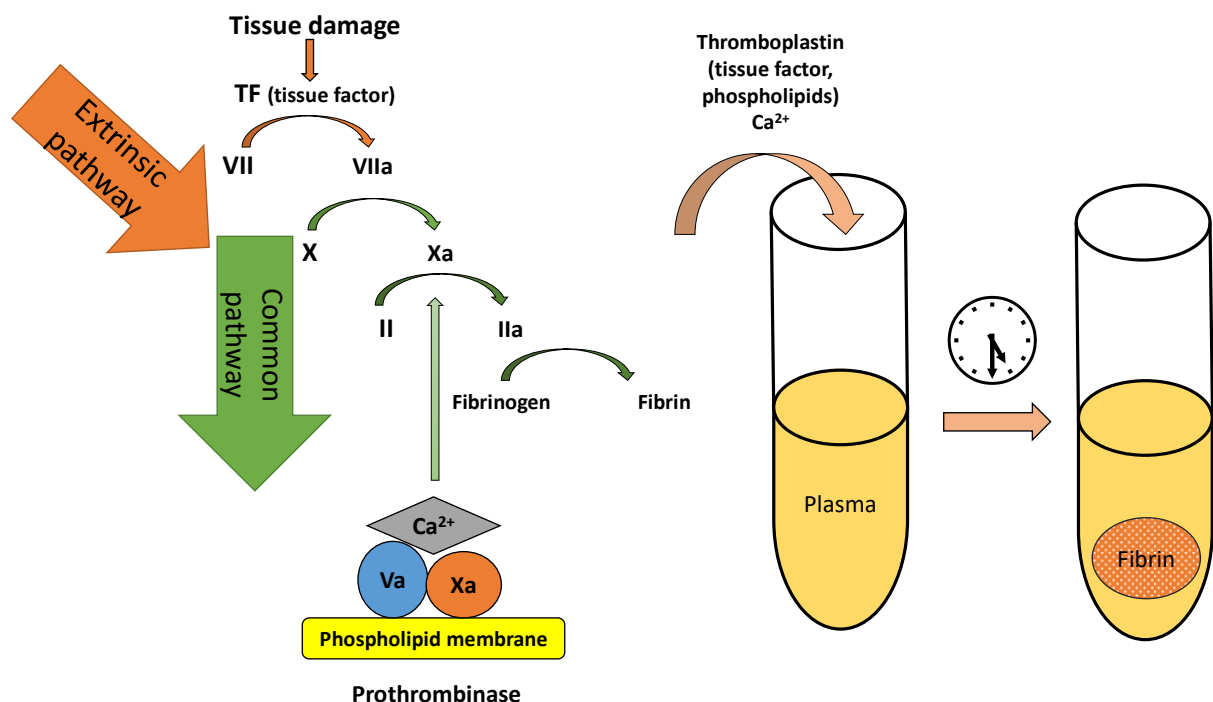 Tissue damage
TF (tissue factor)
VII
VIIa
X
Xa
II
IIa
Fibrinogen
Fibrin
Extrinsic
pathway
Common
pathway
Ca²⁺
Va
Xa
Phospholipid membrane
Prothrombinase
Thromboplastin
(tissue factor,
phospholipids)
Ca²⁺
Plasma
Fibrin